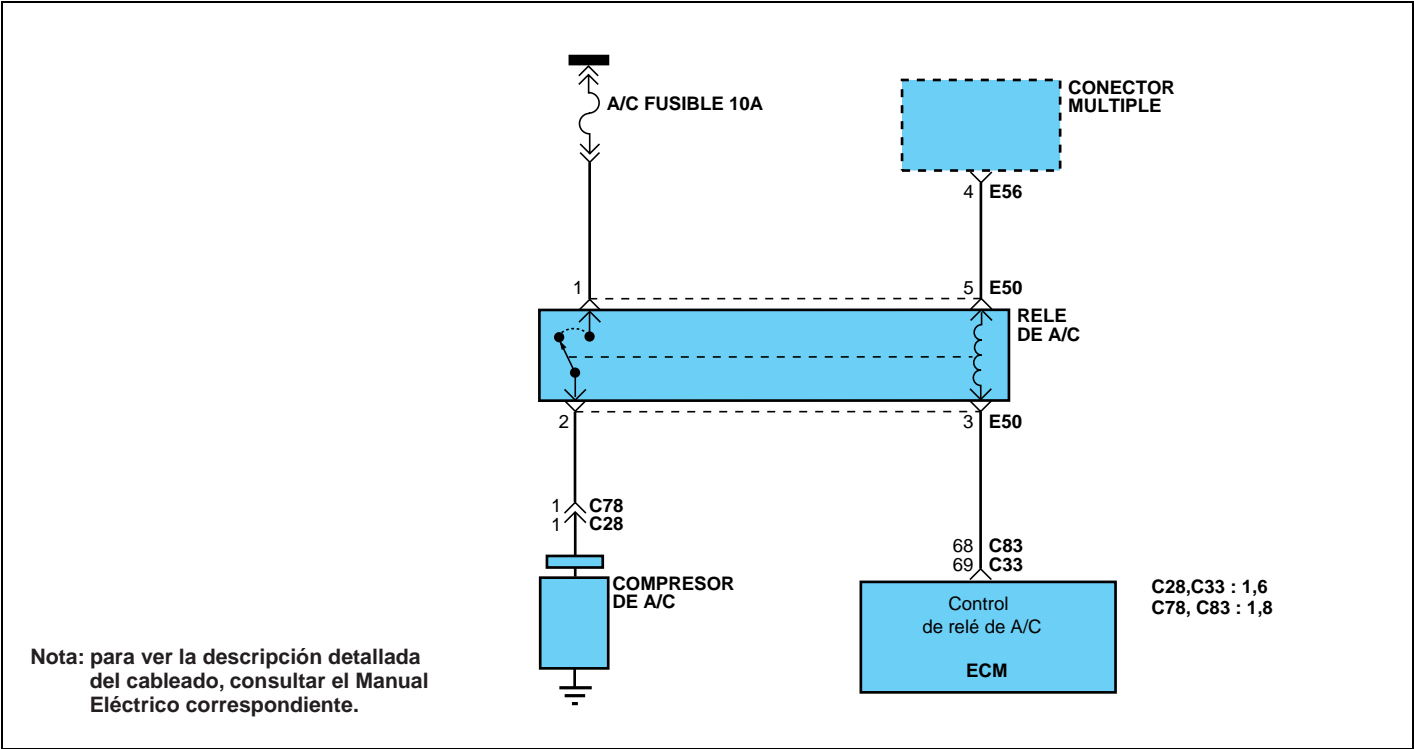 A/C FUSIBLE 10A
CONECTOR
MULTIPLE
4 E56
1
5 E50
RELE
DE A/C
2
3 E50
1 C78
1 C28
68 C83
69 C33
COMPRESOR
DE A/C
Control
de relé de A/C
ECM
C28,C33 : 1,6
C78, C83 : 1,8
Nota: para ver la descripción detallada
del cableado, consultar el Manual
Eléctrico correspondiente.